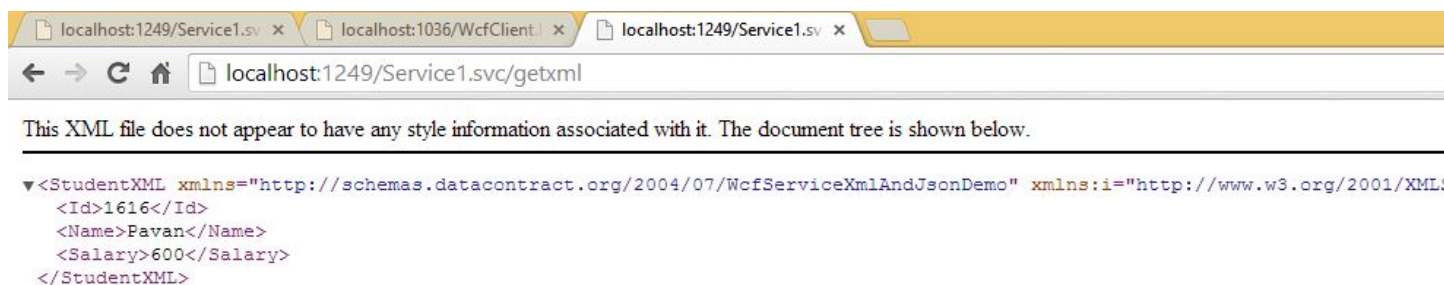 localhost:1249/Service1.sv localhost:1036/WcfClient. localhost:1249/Service1.sv
localhost:1249/Service1.svc/getxml
This XML file does not appear to have any style information associated with it. The document tree is shown below.
▼<StudentXML xmlns="http://schemas.datacontract.org/2004/07/WcfServiceXmlAndJsonDemo" xmlns:i="http://www.w3.org/2001/XMLS
<Id>1616</Id>
<Name>Pavan</Name>
<Salary>600</Salary>
</StudentXML>